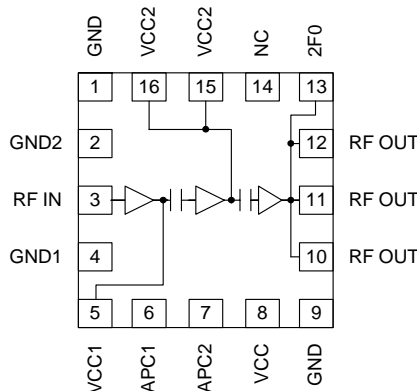 GND
VCC2
VCC2
NC
2F0
1
16
15
14
13
GND2
2
12
RF OUT
RF IN
3
11
RF OUT
GND1
4
10
RF OUT
5
6
7
8
9
VCC1
APC1
APC2
VCC
GND